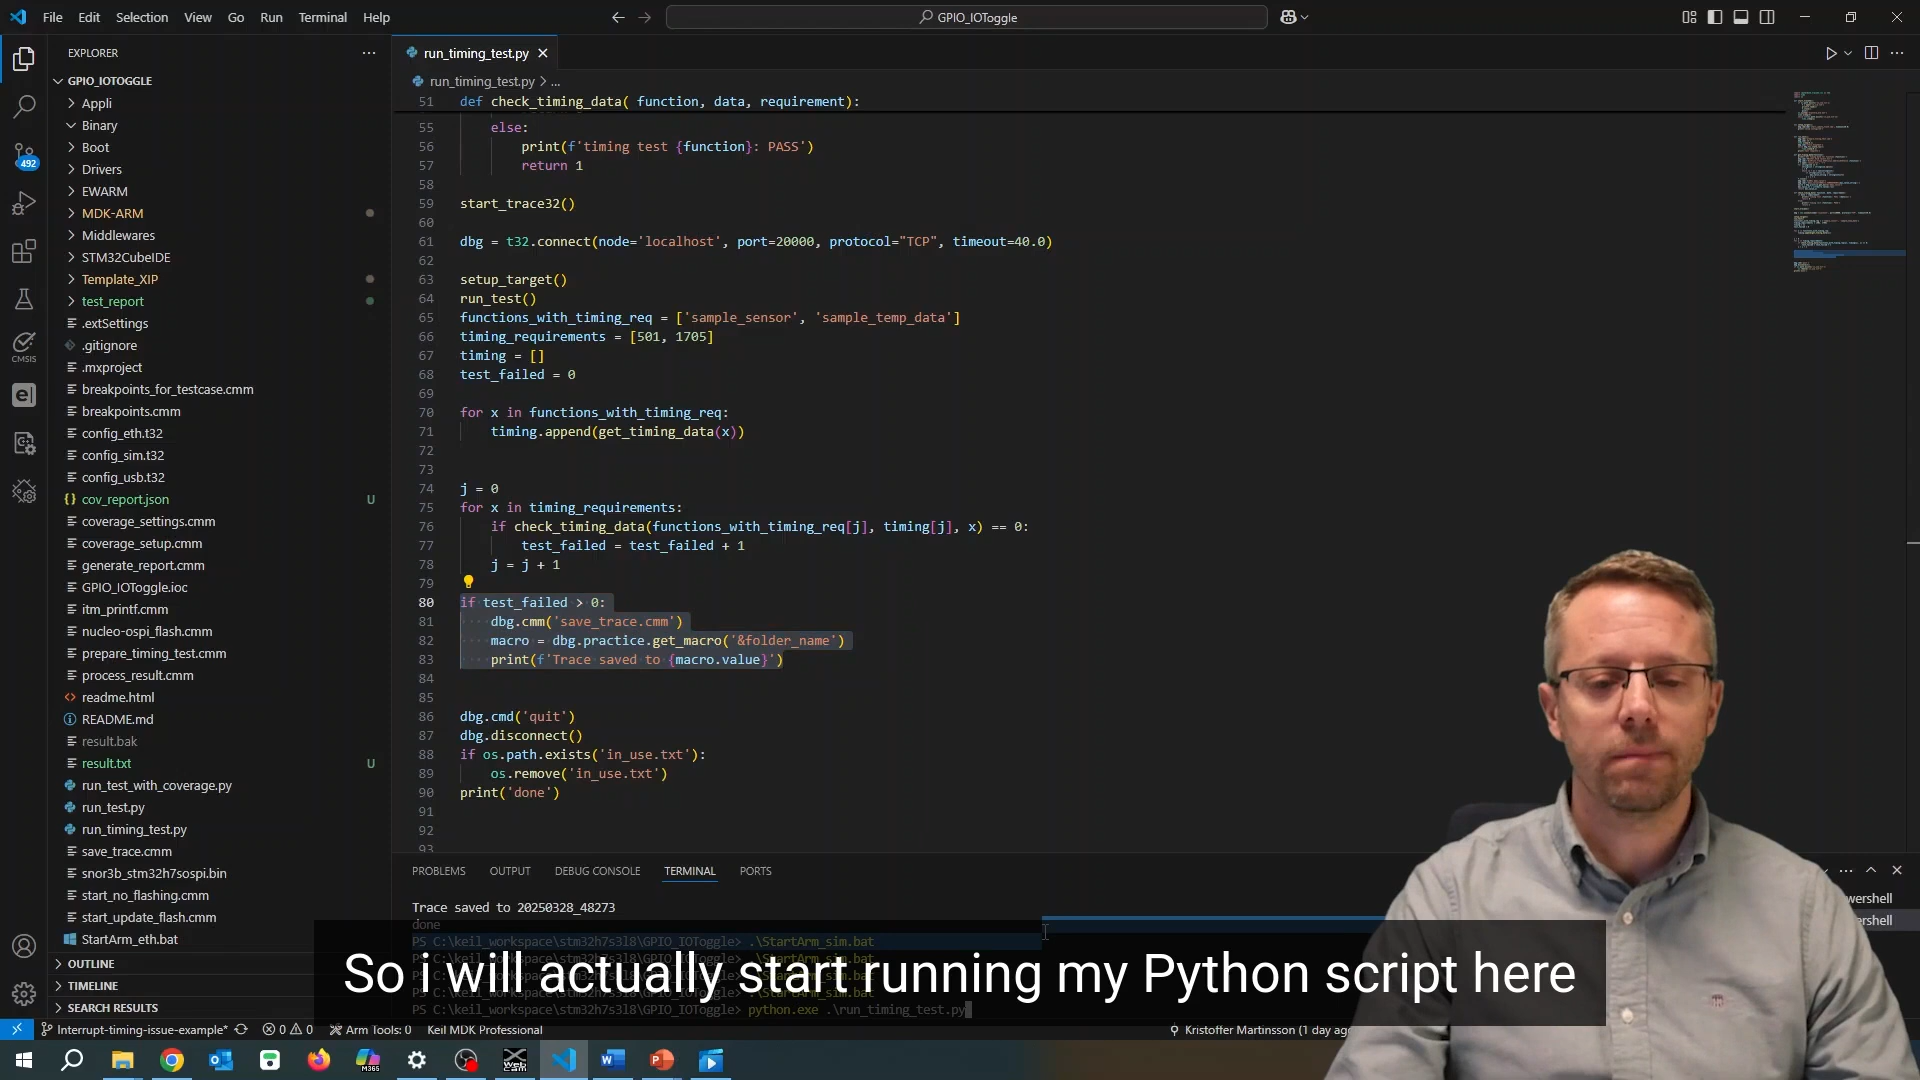 File Edit Selection View Go Run Terminal Help
GPIO_IOToggle
EXPLORER
GPIO_IOTOGGLE
Appli
Binary
Boot
Drivers
EWARM
MDK-ARM
Middlewares
STM32CubeIDE
Template_XIP
test_report
.extSettings
.gitignore
.mxproject
breakpoints_for_testcase.cmm
breakpoints.cmm
config_eth.t32
config_sim.t32
config_usb.t32
cov_report.json U
coverage_settings.cmm
coverage_setup.cmm
generate_report.cmm
GPIO_IOToggle.ioc
itm_printf.cmm
nucleo-ospi_flash.cmm
prepare_timing_test.cmm
process_result.cmm
readme.html
README.md
result.bak
result.txt U
run_test_with_coverage.py
run_test.py
run_timing_test.py
save_trace.cmm
snor3b_stm32h7sospi.bin
start_no_flashing.cmm
start_update_flash.cmm
StartArm_eth.bat
OUTLINE
TIMELINE
SEARCH RESULTS
492
CMSIS
run_timing_test.py
run_timing_test.py > ...
51 def check_timing_data( function, data, requirement):
55 else:
56 print(f'timing test {function}: PASS')
57 return 1
58
59 start_trace32()
60
61 dbg = t32.connect(node='localhost', port=20000, protocol="TCP", timeout=40.0)
62
63 setup_target()
64 run_test()
65 functions_with_timing_req = ['sample_sensor', 'sample_temp_data']
66 timing_requirements = [501, 1705]
67 timing = []
68 test_failed = 0
69
70 for x in functions_with_timing_req:
71 timing.append(get_timing_data(x))
72
73
74 j = 0
75 for x in timing_requirements:
76 if check_timing_data(functions_with_timing_req[j], timing[j], x) == 0:
77 test_failed = test_failed + 1
78 j = j + 1
79
80 if test_failed > 0:
81 dbg.cmm('save_trace.cmm')
82 macro = dbg.practice.get_macro('&folder_name')
83 print(f'Trace saved to {macro.value}')
84
85
86 dbg.cmd('quit')
87 dbg.disconnect()
88 if os.path.exists('in_use.txt'):
89 os.remove('in_use.txt')
90 print('done')
91
92
93
PROBLEMS OUTPUT DEBUG CONSOLE TERMINAL PORTS
Trace saved to 20250328_48273
done
PS C:\keil_workspace\stm32h7s3l8\GPIO_IOToggle> .\StartArm_sim.bat
PS C:\keil_workspace\stm32h7s3l8\GPIO_IOToggle> python.exe .\run_timing_test.py
wershell
wershell
So i will actually start running my Python script here
Interrupt-timing-issue-example* 0 0 Arm Tools: 0 Keil MDK Professional
Kristoffer Martinsson (1 day ago